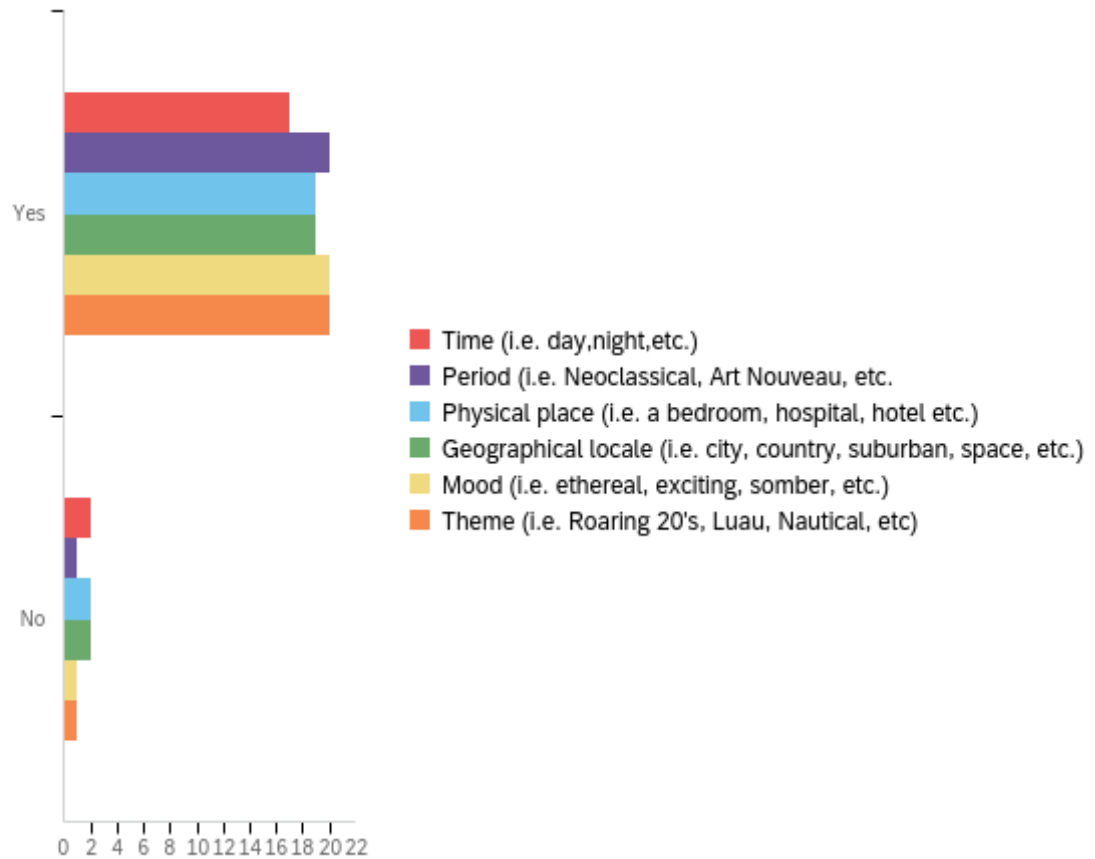 Yes
Time (i.e. day,night,etc.)
Period (i.e. Neoclassical, Art Nouveau, etc.
Physical place (i.e. a bedroom, hospital, hotel etc.)
Geographical locale (i.e. city, country, suburban, space, etc.)
Mood (i.e. ethereal, exciting, somber, etc.)
Theme (i.e. Roaring 20's, Luau, Nautical, etc)
No
0 2 4 6 8 10 12 14 16 18 20 22